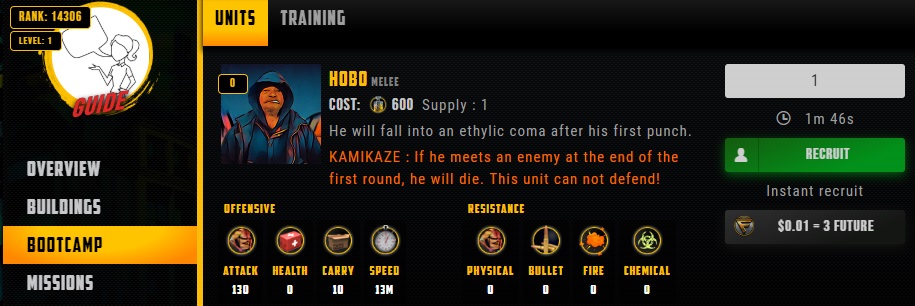 RANK: 14306
LEVEL: 1
GUIDE
OVERVIEW
BUILDINGS
BOOTCAMP
MISSIONS
UNITS TRAINING
0
HOBO MELEE
COST: 600 Supply : 1
He will fall into an ethylic coma after his first punch.
KAMIKAZE : If he meets an enemy at the end of the
first round, he will die. This unit can not defend!
OFFENSIVE
ATTACK HEALTH CARRY SPEED
130 0 10 13M
RESISTANCE
PHYSICAL BULLET FIRE CHEMICAL
0 0 0 0
1
1m 46s
RECRUIT
Instant recruit
$0.01 = 3 FUTURE